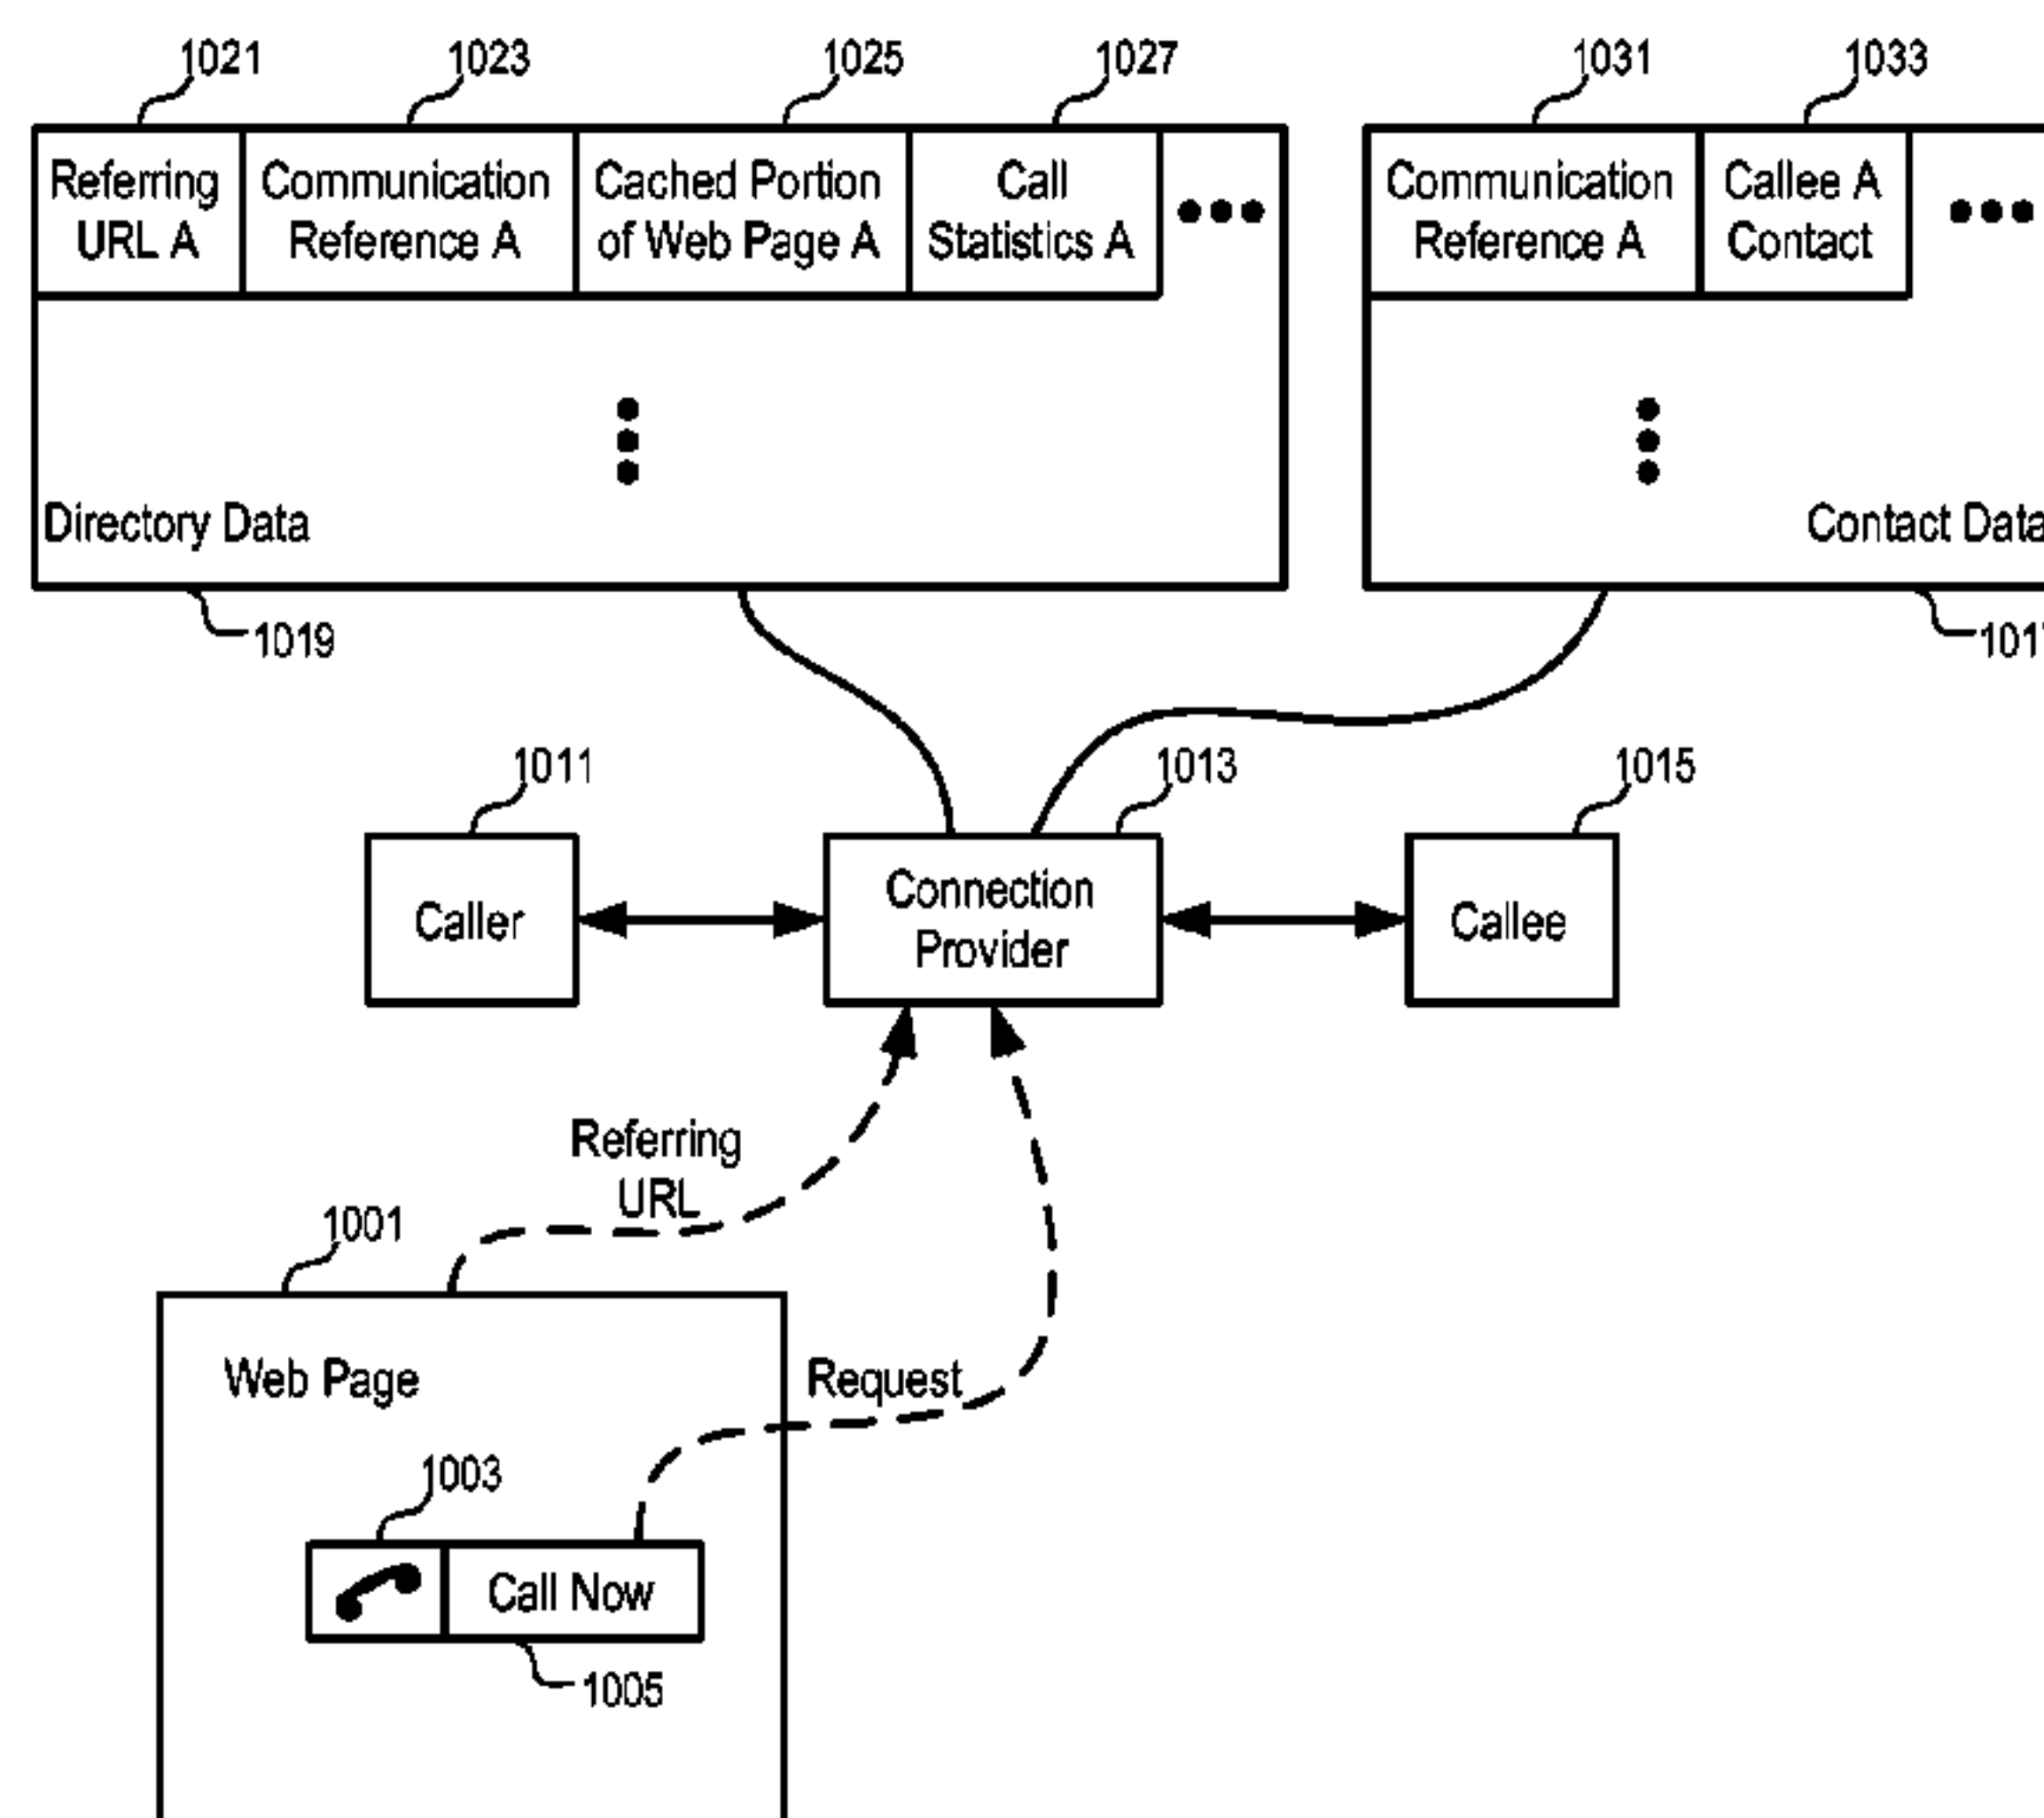 1021
1023
1025
1027
1031
1033
Referring
URL A
Communication
Reference A
Cached Portion
of Web Page A
Call
Statistics A
Communication
Reference A
Callee A
Contact
Directory Data
Contact Data
1019
1011
1013
1015
Caller
Connection
Provider
Callee
Referring
URL
1001
Web Page
Request
1003
Call Now
1005